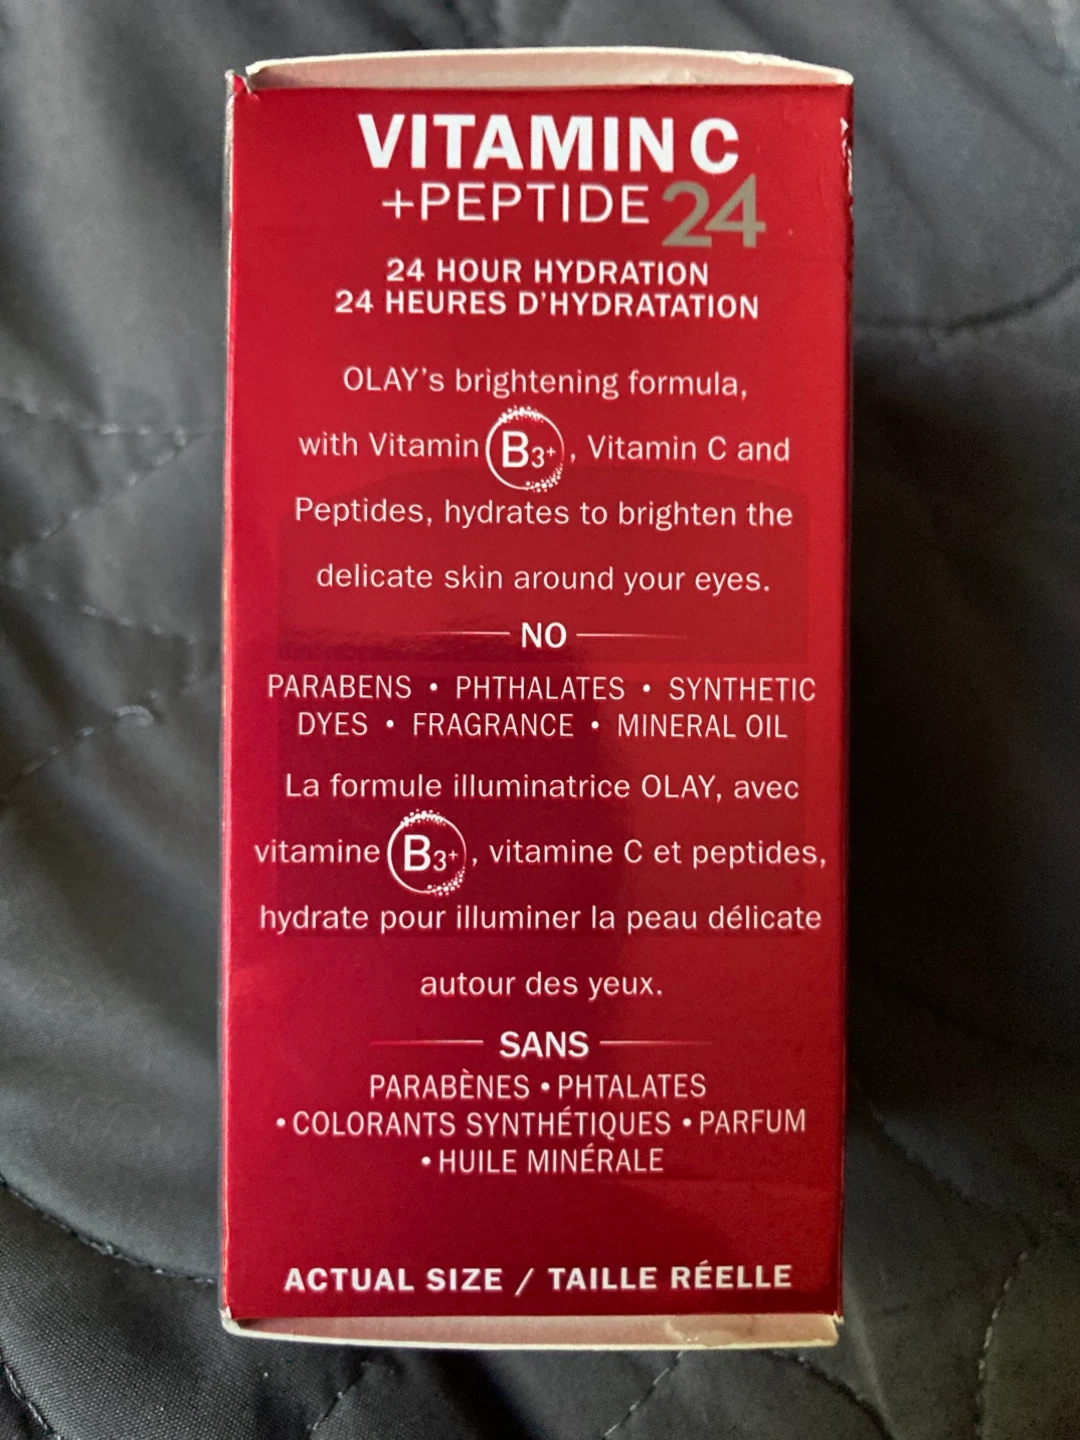 VITAMIN C
+PEPTIDE 24
24 HOUR HYDRATION
24 HEURES D'HYDRATATION
OLAY's brightening formula,
with Vitamin B3+, Vitamin C and
Peptides, hydrates to brighten the
delicate skin around your eyes.
NO
PARABENS • PHTHALATES • SYNTHETIC
DYES • FRAGRANCE • MINERAL OIL
La formule illuminatrice OLAY, avec
vitamine B3+, vitamine C et peptides,
hydrate pour illuminer la peau délicate
autour des yeux.
SANS
PARABÈNES • PHTALATES
• COLORANTS SYNTHÉTIQUES • PARFUM
• HUILE MINÉRALE
ACTUAL SIZE / TAILLE RÉELLE